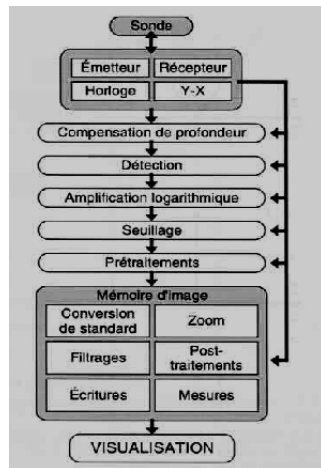 Sonde
Émetteur Récepteur
Horloge Y-X
Compensation de profondeur
Détection
Amplification logarithmique
Seuillage
Prétraitements
Mémoire d'image
Conversion de standard Zoom
Filtrages Post-traitements
Écritures Mesures
VISUALISATION